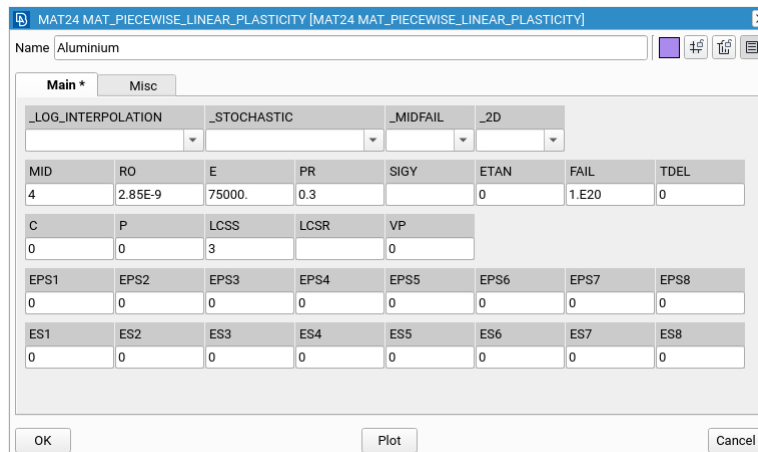 MAT24 MAT_PIECEWISE_LINEAR_PLASTICITY [MAT24 MAT_PIECEWISE_LINEAR_PLASTICITY]
Name Aluminium
Main * Misc
_LOG_INTERPOLATION _STOCHASTIC _MIDFAIL _2D
MID RO E PR SIGY ETAN FAIL TDEL
4 2.85E-9 75000. 0.3 0 1.E20 0
C P LCSS LCSR VP
0 0 3 0
EPS1 EPS2 EPS3 EPS4 EPS5 EPS6 EPS7 EPS8
0 0 0 0 0 0 0 0
ES1 ES2 ES3 ES4 ES5 ES6 ES7 ES8
0 0 0 0 0 0 0 0
OK Plot Cancel